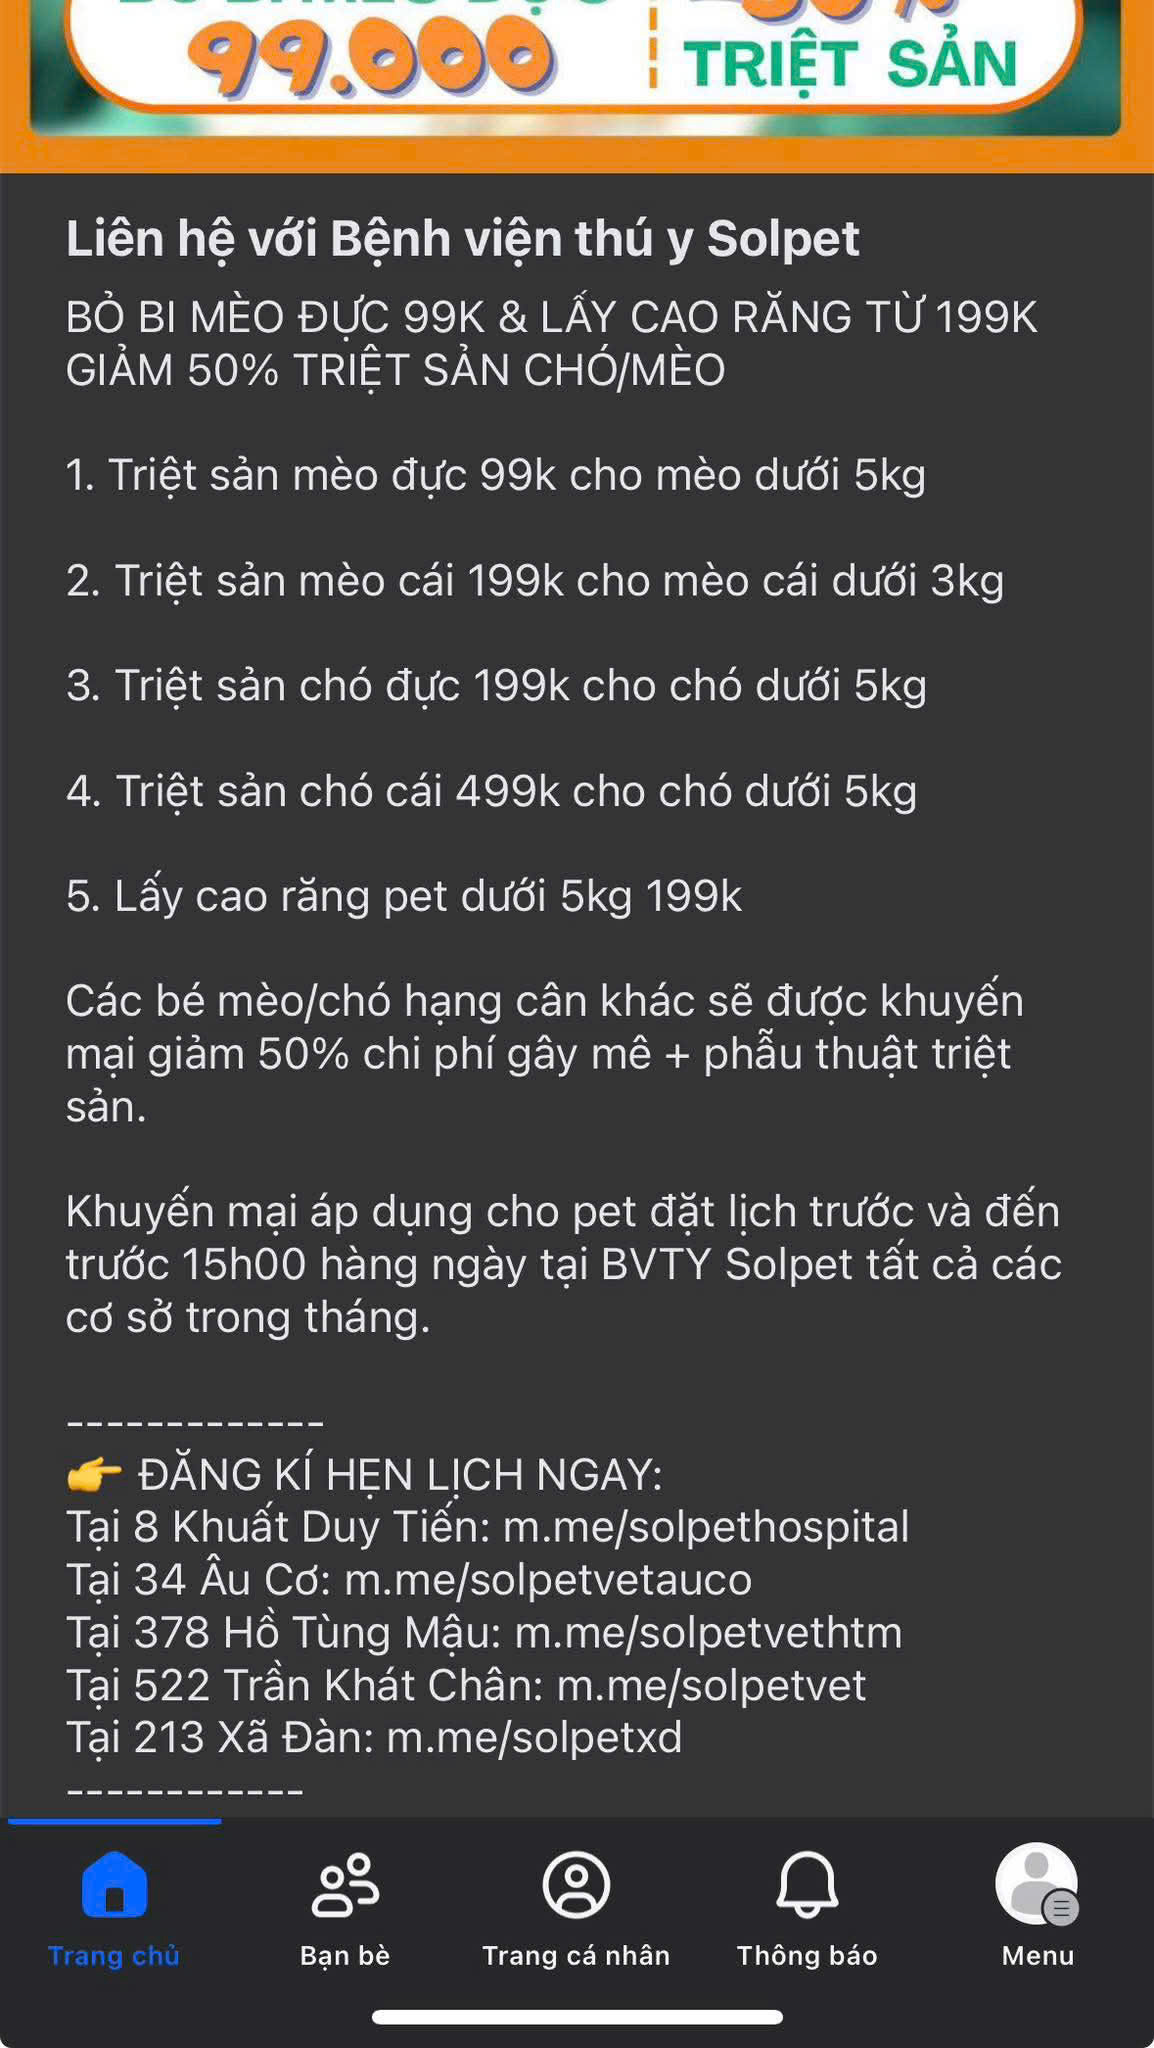 99.000
TRIỆT SẢN
Liên hệ với Bệnh viện thú y Solpet
BỎ BI MÈO ĐỰC 99K & LẤY CAO RĂNG TỪ 199K
GIẢM 50% TRIỆT SẢN CHÓ/MÈO
1. Triệt sản mèo đực 99k cho mèo dưới 5kg
2. Triệt sản mèo cái 199k cho mèo cái dưới 3kg
3. Triệt sản chó đực 199k cho chó dưới 5kg
4. Triệt sản chó cái 499k cho chó dưới 5kg
5. Lấy cao răng pet dưới 5kg 199k
Các bé mèo/chó hạng cân khác sẽ được khuyến
mại giảm 50% chi phí gây mê + phẫu thuật triệt
sản.
Khuyến mại áp dụng cho pet đặt lịch trước và đến
trước 15h00 hàng ngày tại BVTY Solpet tất cả các
cơ sở trong tháng.
-------------
👉 ĐĂNG KÍ HẸN LỊCH NGAY:
Tại 8 Khuất Duy Tiến: m.me/solpethospital
Tại 34 Âu Cơ: m.me/solpetvetauco
Tại 378 Hồ Tùng Mậu: m.me/solpetvethtm
Tại 522 Trần Khát Chân: m.me/solpetvet
Tại 213 Xã Đàn: m.me/solpetxd
------------
Trang chủ
Bạn bè
Trang cá nhân
Thông báo
Menu